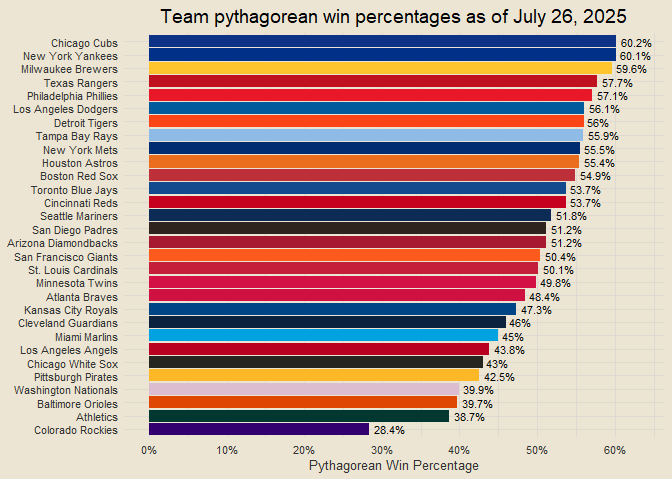 Team pythagorean win percentages as of July 26, 2025
Chicago Cubs 60.2%
New York Yankees 60.1%
Milwaukee Brewers 59.6%
Texas Rangers 57.7%
Philadelphia Phillies 57.1%
Los Angeles Dodgers 56.1%
Detroit Tigers 56%
Tampa Bay Rays 55.9%
New York Mets 55.5%
Houston Astros 55.4%
Boston Red Sox 54.9%
Toronto Blue Jays 53.7%
Cincinnati Reds 53.7%
Seattle Mariners 51.8%
San Diego Padres 51.2%
Arizona Diamondbacks 51.2%
San Francisco Giants 50.4%
St. Louis Cardinals 50.1%
Minnesota Twins 49.8%
Atlanta Braves 48.4%
Kansas City Royals 47.3%
Cleveland Guardians 46%
Miami Marlins 45%
Los Angeles Angels 43.8%
Chicago White Sox 43%
Pittsburgh Pirates 42.5%
Washington Nationals 39.9%
Baltimore Orioles 39.7%
Athletics 38.7%
Colorado Rockies 28.4%
0% 10% 20% 30% 40% 50% 60%
Pythagorean Win Percentage